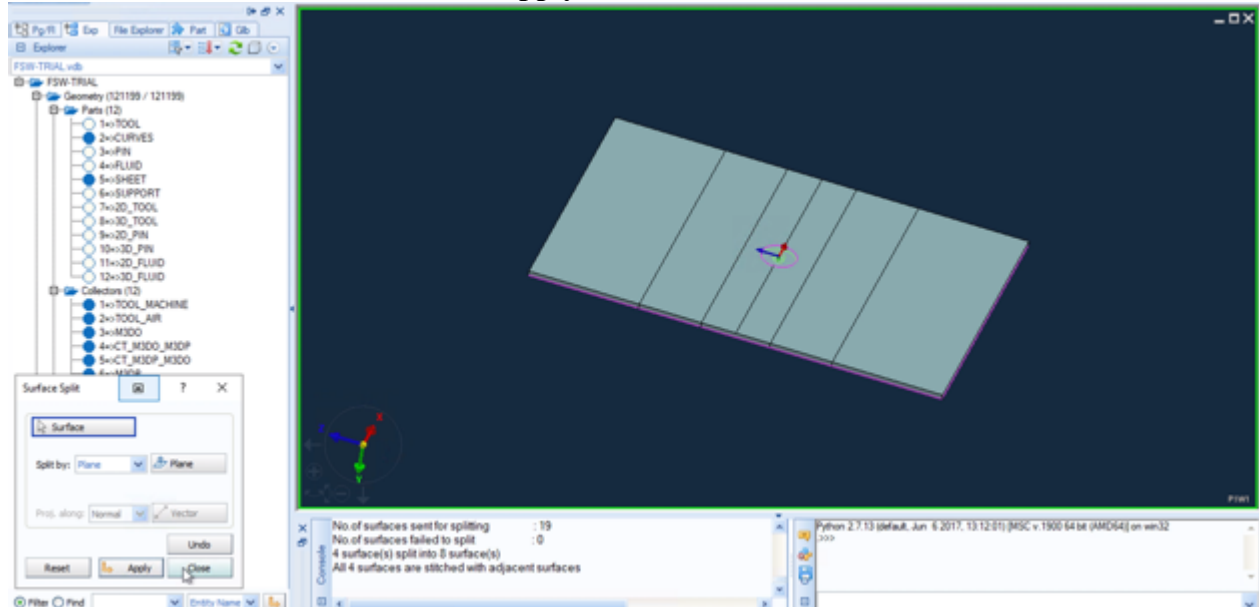 Pg/fl Exp File Explorer Part Glb
Explorer
FSW-TRIAL.vdb
FSW-TRIAL
Geometry (121199 / 121199)
Parts (12)
1=>TOOL
2=>CURVES
3=>PIN
4=>FLUID
5=>SHEET
6=>SUPPORT
7=>2D_TOOL
8=>3D_TOOL
9=>2D_PIN
10=>3D_PIN
11=>2D_FLUID
12=>3D_FLUID
Collectors (12)
1=>TOOL_MACHINE
2=>TOOL_AIR
3=>M3DO
4=>CT_M3DO_M3DP
5=>CT_M3DP_M3DO
6=>M3DP
Surface Split ?
Surface
Split by: Plane Plane
Proj. along: Normal Vector
Undo
Reset Apply Close
Filter Find Entity Name
X
Y
P1W1
Console
No.of surfaces sent for splitting : 19
No.of surfaces failed to split : 0
4 surface(s) split into 8 surface(s)
All 4 surfaces are stitched with adjacent surfaces
Python 2.7.13 (default, Jun 6 2017, 13:12:01) [MSC v.1900 64 bit (AMD64)] on win32
>>>